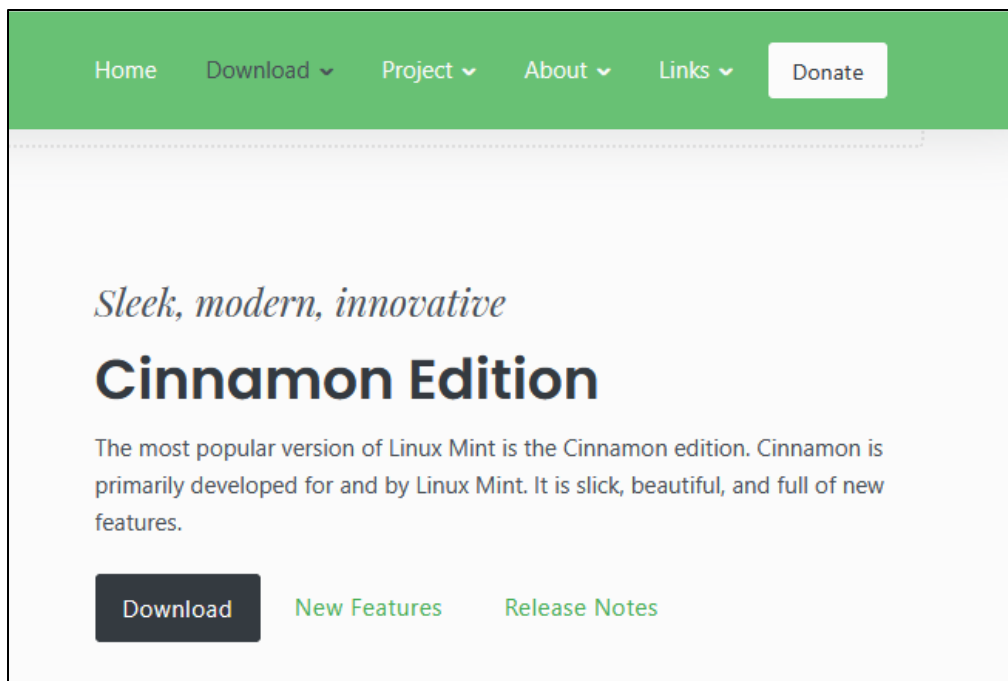 Home Download Project About Links Donate
Sleek, modern, innovative
Cinnamon Edition
The most popular version of Linux Mint is the Cinnamon edition. Cinnamon is
primarily developed for and by Linux Mint. It is slick, beautiful, and full of new
features.
Download New Features Release Notes